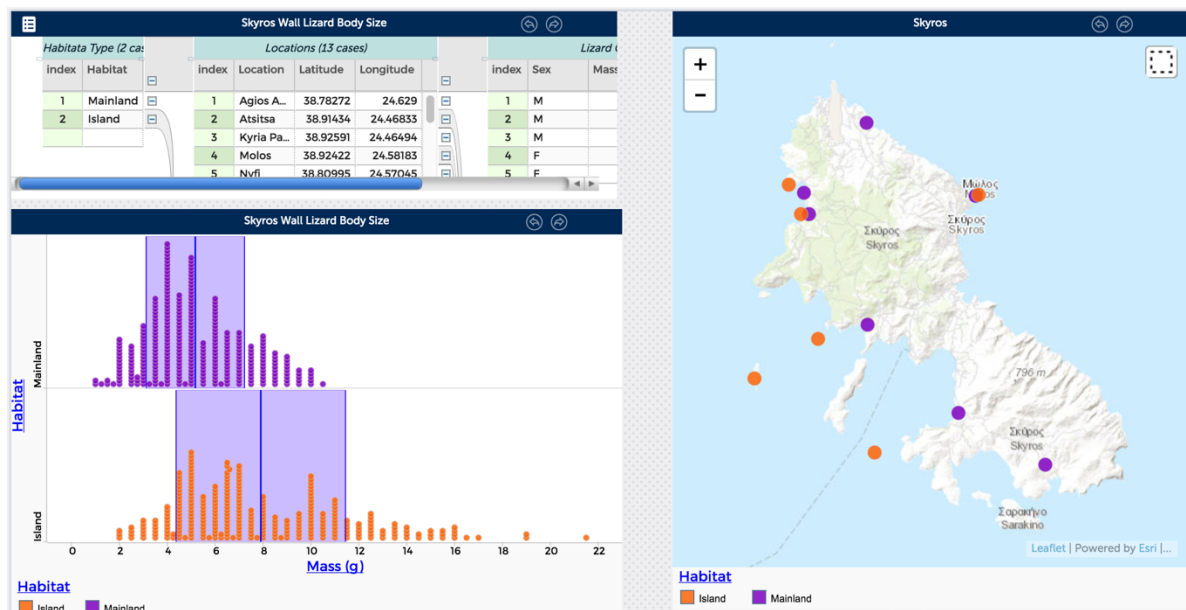 Skyros Wall Lizard Body Size
Habitata Type (2 cas
Locations (13 cases)
Lizard
index Habitat
index Location Latitude Longitude
index Sex Mass
1 Mainland
1 Agios A... 38.78272 24.629
1 M
2 Island
2 Atsitsa 38.91434 24.46833
2 M
3 Kyria Pa... 38.92591 24.46494
3 M
4 Molos 38.92422 24.58183
4 F
5 Nyfi 38.80995 24.57045
5 F
Skyros Wall Lizard Body Size
Habitat
Mainland
Island
0 2 4 6 8 10 12 14 16 18 20 22
Mass (g)
Habitat
Island Mainland
Skyros
+
−
Μώλος
Σκύρος
Skyros
Σκύρος
Skyros
796 m
Σκύρος
Skyros
Σαρακήνο
Sarakino
Leaflet | Powered by Esri |...
Habitat
Island Mainland